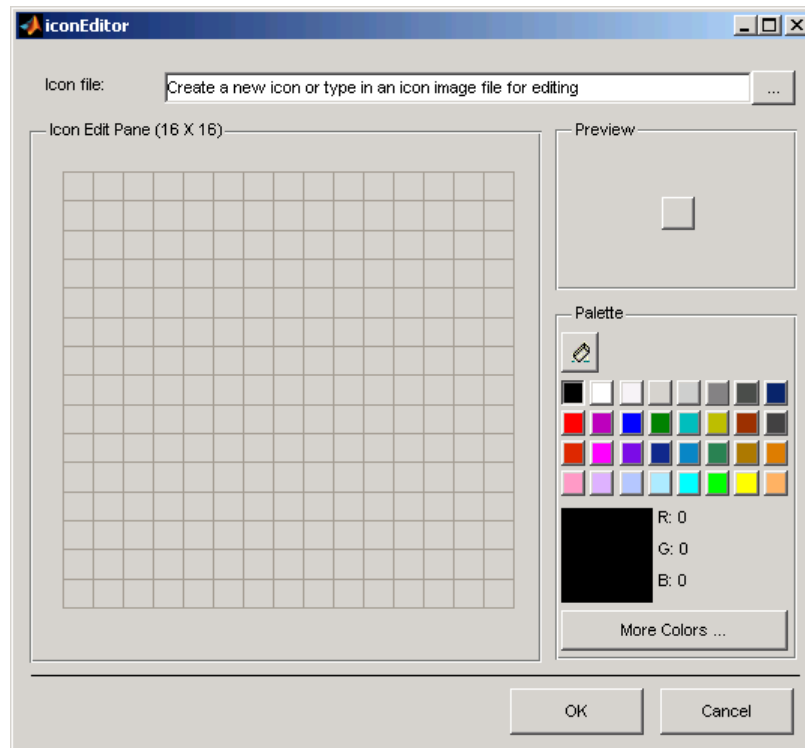 iconEditor
Icon file:
Create a new icon or type in an icon image file for editing
...
Icon Edit Pane (16 X 16)
Preview
Palette
R: 0
G: 0
B: 0
More Colors ...
OK
Cancel